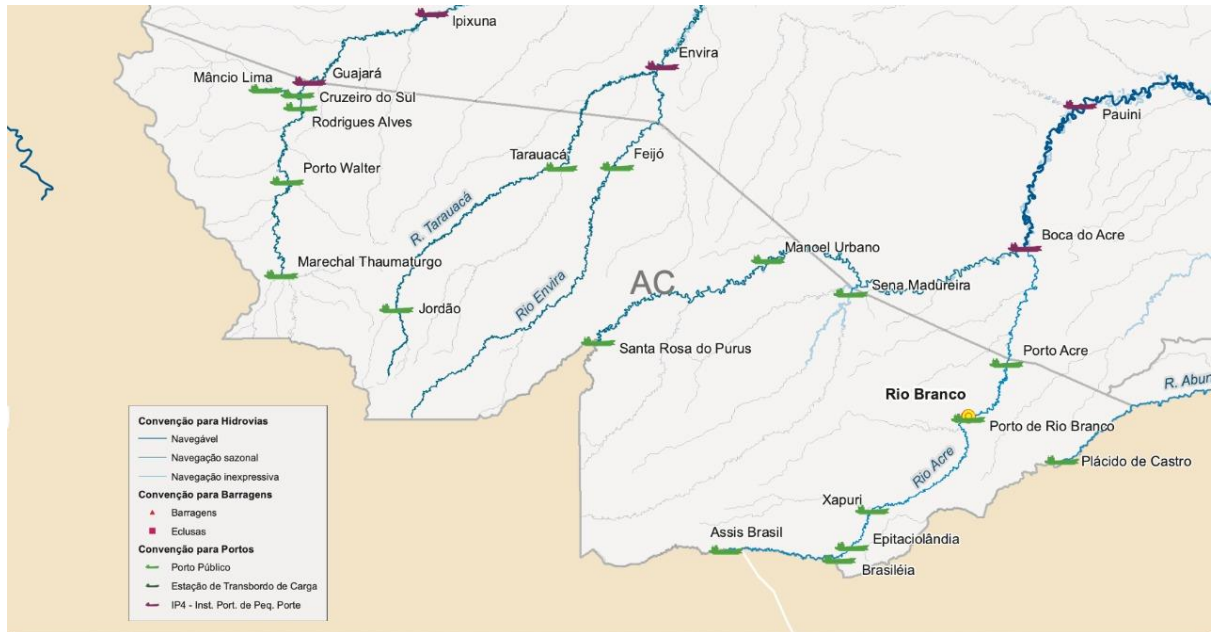 Ipixuna
Envira
Guajará
Mâncio Lima
Cruzeiro do Sul
Rodrigues Alves
Pauini
Tarauacá
Feijó
Porto Walter
R. Tarauacá
Boca do Acre
Manoel Urbano
Marechal Thaumaturgo
AC
Sena Madureira
Rio Envira
Jordão
Santa Rosa do Purus
Porto Acre
R. Abun
Rio Branco
Porto de Rio Branco
Rio Acre
Plácido de Castro
Xapuri
Assis Brasil
Epitaciolândia
Brasiléia
Convenção para Hidrovias
Navegável
Navegação sazonal
Navegação inexpressiva
Convenção para Barragens
Barragens
Eclusas
Convenção para Portos
Porto Público
Estação de Transbordo de Carga
IP4 - Inst. Port. de Peq. Porte